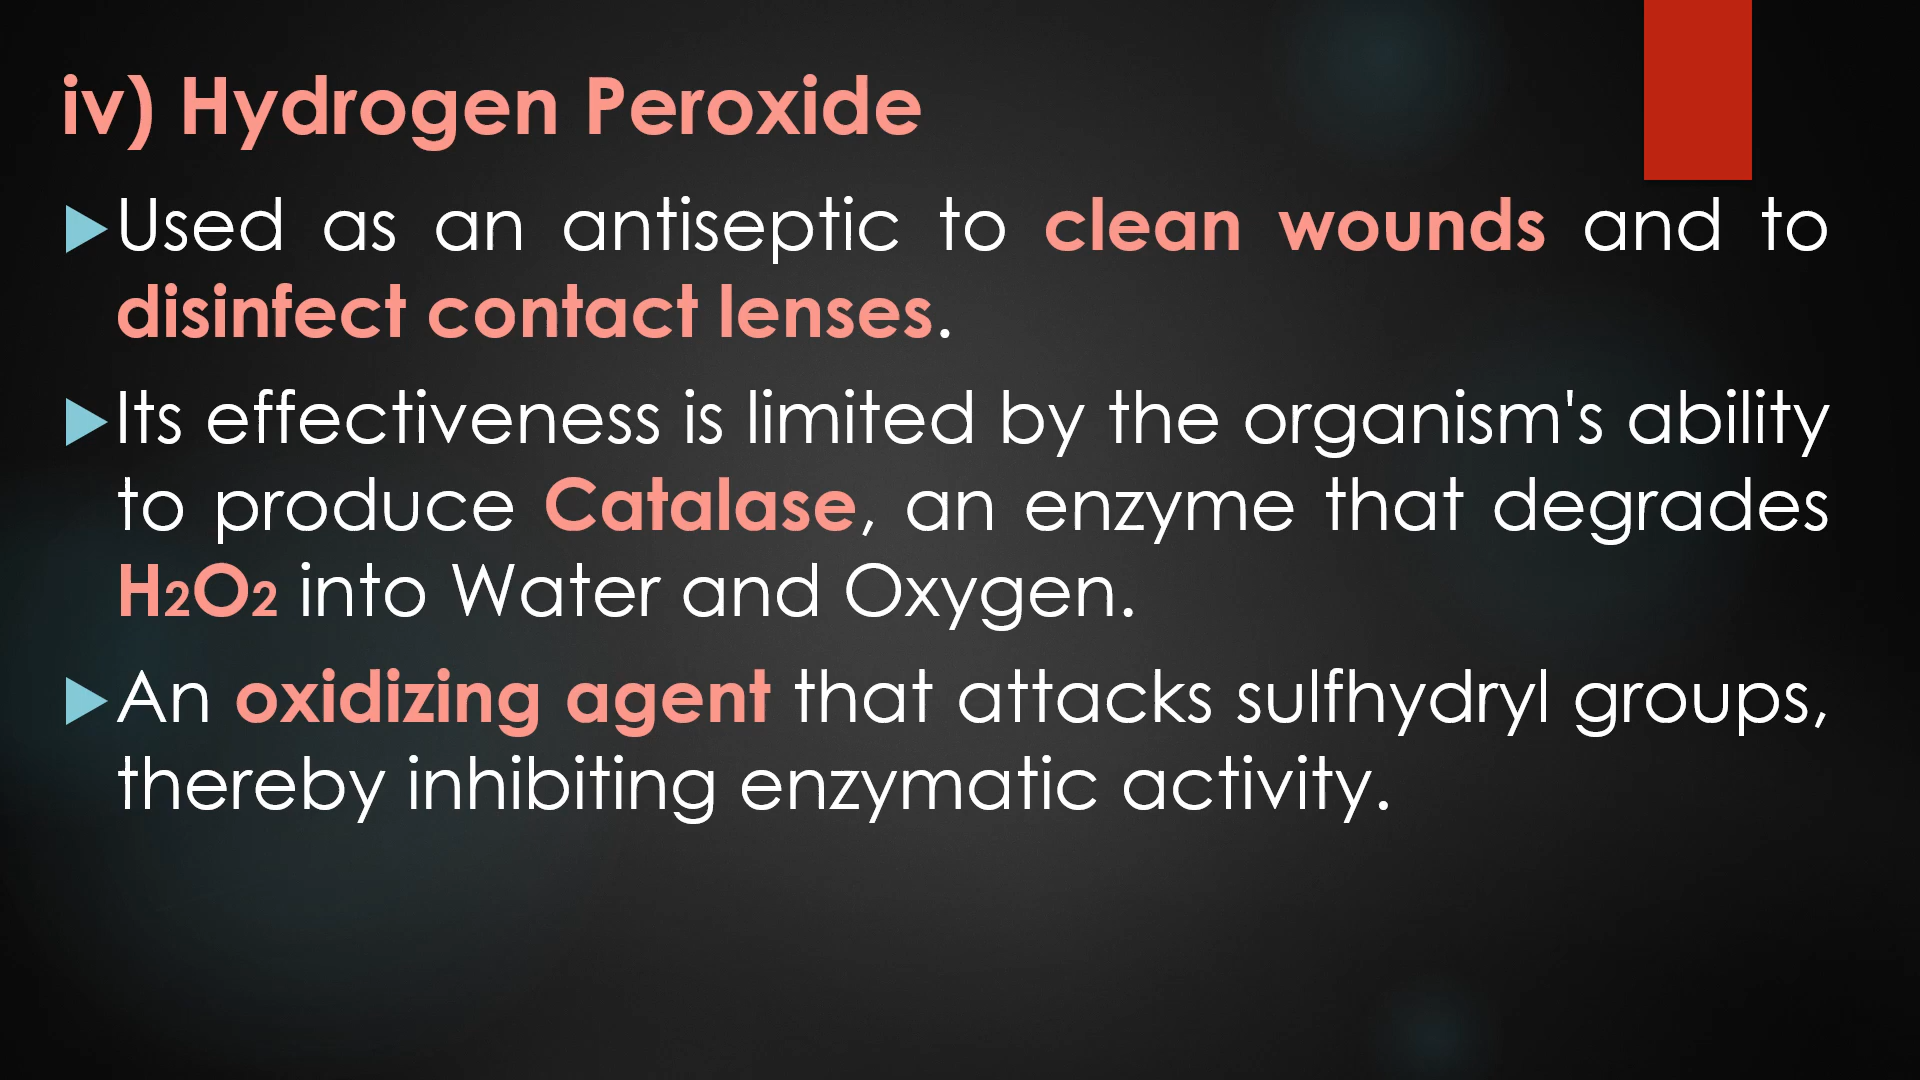 iv) Hydrogen Peroxide
Used as an antiseptic to clean wounds and to
disinfect contact lenses.
Its effectiveness is limited by the organism's ability
to produce Catalase, an enzyme that degrades
H2O2 into Water and Oxygen.
An oxidizing agent that attacks sulfhydryl groups,
thereby inhibiting enzymatic activity.